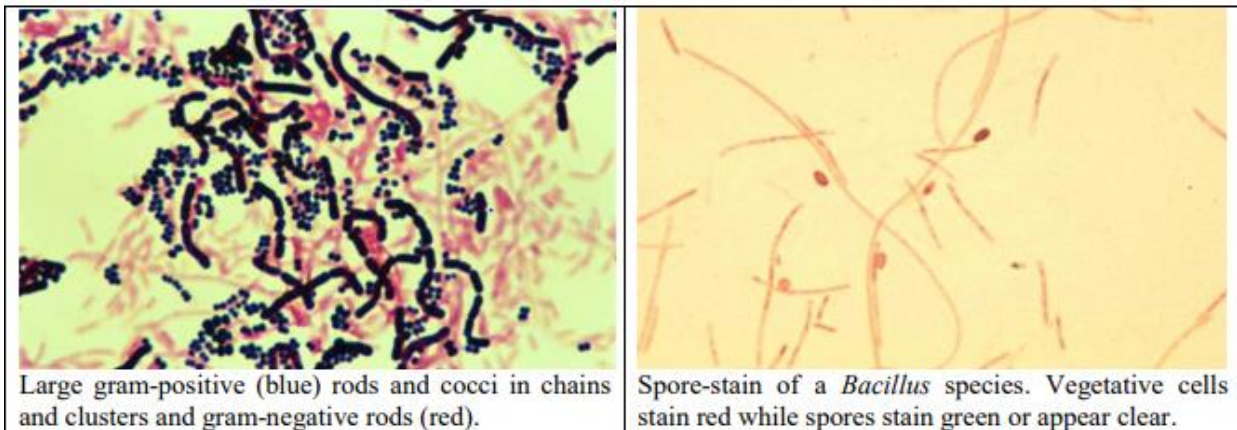 Large gram-positive (blue) rods and cocci in chains
and clusters and gram-negative rods (red).
Spore-stain of a Bacillus species. Vegetative cells
stain red while spores stain green or appear clear.